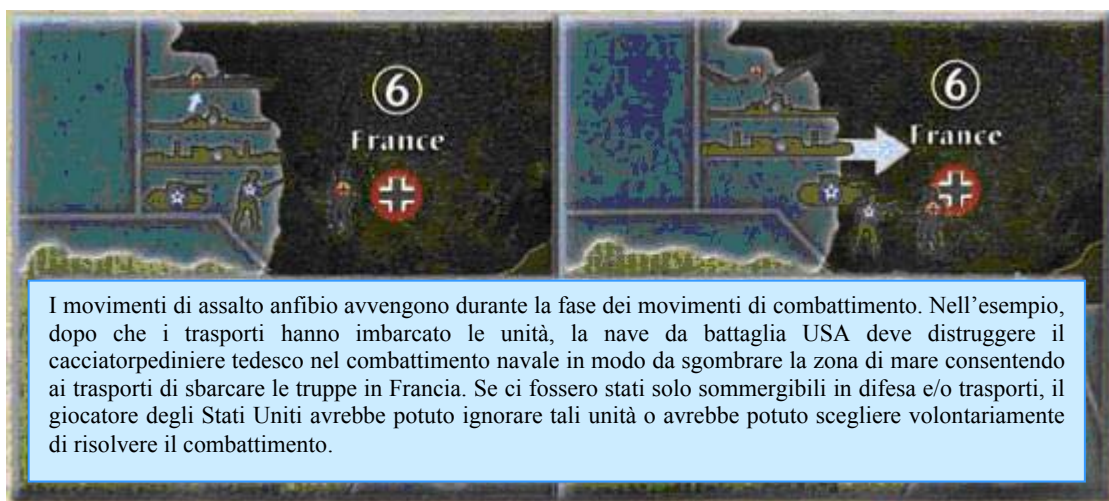 6
France
6
France
I movimenti di assalto anfibio avvengono durante la fase dei movimenti di combattimento. Nell’esempio,
dopo che i trasporti hanno imbarcato le unità, la nave da battaglia USA deve distruggere il
cacciatorpediniere tedesco nel combattimento navale in modo da sgombrare la zona di mare consentendo
ai trasporti di sbarcare le truppe in Francia. Se ci fossero stati solo sommergibili in difesa e/o trasporti, il
giocatore degli Stati Uniti avrebbe potuto ignorare tali unità o avrebbe potuto scegliere volontariamente
di risolvere il combattimento.